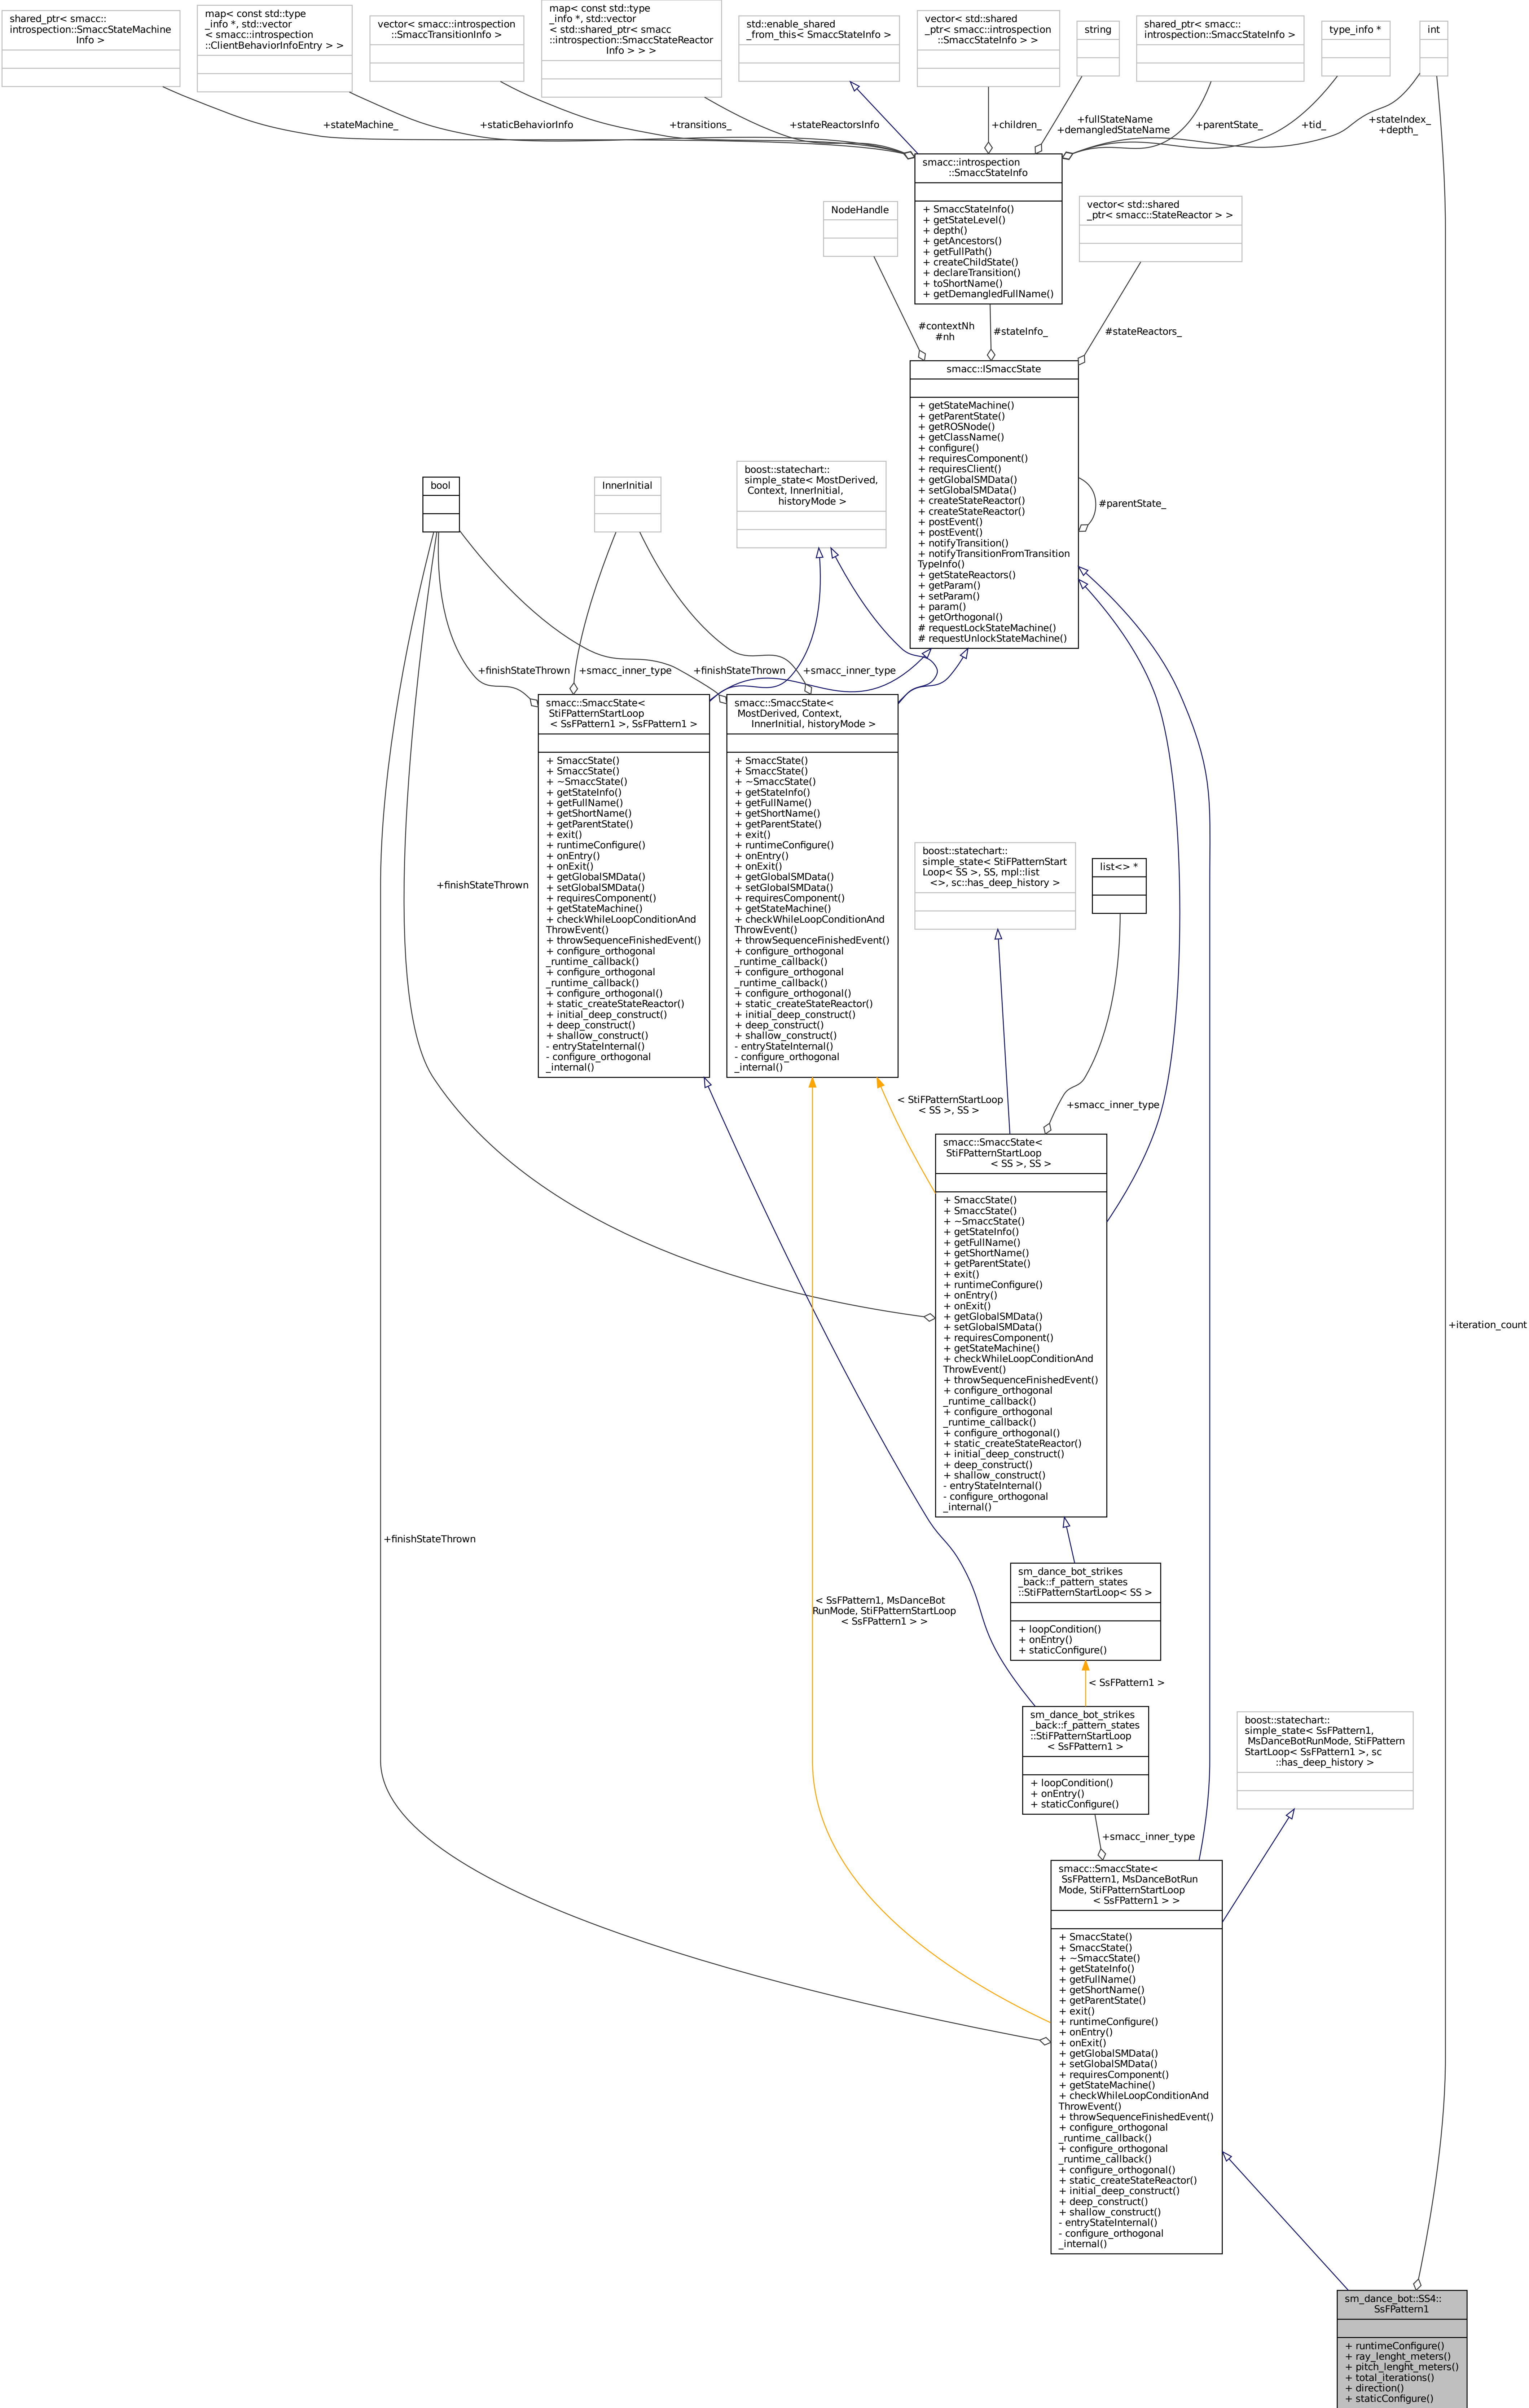 shared_ptr< smacc::
introspection::SmaccStateMachine
Info >
map< const std::type
_info *, std::vector
< smacc::introspection
::ClientBehaviorInfoEntry > >
vector< smacc::introspection
::SmaccTransitionInfo >
map< const std::type
_info *, std::vector
< std::shared_ptr< smacc
::introspection::SmaccStateReactor
Info > > >
std::enable_shared
_from_this< SmaccStateInfo >
vector< std::shared
_ptr< smacc::introspection
::SmaccStateInfo > >
string
shared_ptr< smacc::
introspection::SmaccStateInfo >
type_info *
int
+stateMachine_
+staticBehaviorInfo
+transitions_
+stateReactorsInfo
+children_
+fullStateName
+demangledStateName
+parentState_
+tid_
+stateIndex_
+depth_
smacc::introspection
::SmaccStateInfo
+ SmaccStateInfo()
+ getStateLevel()
+ depth()
+ getAncestors()
+ getFullPath()
+ createChildState()
+ declareTransition()
+ toShortName()
+ getDemangledFullName()
NodeHandle
vector< std::shared
_ptr< smacc::StateReactor > >
#contextNh
#nh
#stateInfo_
#stateReactors_
smacc::ISmaccState
+ getStateMachine()
+ getParentState()
+ getROSNode()
+ getClassName()
+ configure()
+ requiresComponent()
+ requiresClient()
+ getGlobalSMData()
+ setGlobalSMData()
+ createStateReactor()
+ createStateReactor()
+ postEvent()
+ postEvent()
+ notifyTransition()
+ notifyTransitionFromTransition
TypeInfo()
+ getStateReactors()
+ getParam()
+ setParam()
+ param()
+ getOrthogonal()
# requestLockStateMachine()
# requestUnlockStateMachine()
#parentState_
bool
InnerInitial
boost::statechart::
simple_state< MostDerived,
Context, InnerInitial,
historyMode >
+finishStateThrown
+smacc_inner_type
+finishStateThrown
+smacc_inner_type
smacc::SmaccState<
StiFPatternStartLoop
< SsFPattern1 >, SsFPattern1 >
+ SmaccState()
+ SmaccState()
+ ~SmaccState()
+ getStateInfo()
+ getFullName()
+ getShortName()
+ getParentState()
+ exit()
+ runtimeConfigure()
+ onEntry()
+ onExit()
+ getGlobalSMData()
+ setGlobalSMData()
+ requiresComponent()
+ getStateMachine()
+ checkWhileLoopConditionAnd
ThrowEvent()
+ throwSequenceFinishedEvent()
+ configure_orthogonal
_runtime_callback()
+ configure_orthogonal
_runtime_callback()
+ configure_orthogonal()
+ static_createStateReactor()
+ initial_deep_construct()
+ deep_construct()
+ shallow_construct()
- entryStateInternal()
- configure_orthogonal
_internal()
smacc::SmaccState<
MostDerived, Context,
InnerInitial, historyMode >
+ SmaccState()
+ SmaccState()
+ ~SmaccState()
+ getStateInfo()
+ getFullName()
+ getShortName()
+ getParentState()
+ exit()
+ runtimeConfigure()
+ onEntry()
+ onExit()
+ getGlobalSMData()
+ setGlobalSMData()
+ requiresComponent()
+ getStateMachine()
+ checkWhileLoopConditionAnd
ThrowEvent()
+ throwSequenceFinishedEvent()
+ configure_orthogonal
_runtime_callback()
+ configure_orthogonal
_runtime_callback()
+ configure_orthogonal()
+ static_createStateReactor()
+ initial_deep_construct()
+ deep_construct()
+ shallow_construct()
- entryStateInternal()
- configure_orthogonal
_internal()
boost::statechart::
simple_state< StiFPatternStart
Loop< SS >, SS, mpl::list
<>, sc::has_deep_history >
list<> *
+finishStateThrown
< StiFPatternStartLoop
< SS >, SS >
+smacc_inner_type
smacc::SmaccState<
StiFPatternStartLoop
< SS >, SS >
+ SmaccState()
+ SmaccState()
+ ~SmaccState()
+ getStateInfo()
+ getFullName()
+ getShortName()
+ getParentState()
+ exit()
+ runtimeConfigure()
+ onEntry()
+ onExit()
+ getGlobalSMData()
+ setGlobalSMData()
+ requiresComponent()
+ getStateMachine()
+ checkWhileLoopConditionAnd
ThrowEvent()
+ throwSequenceFinishedEvent()
+ configure_orthogonal
_runtime_callback()
+ configure_orthogonal
_runtime_callback()
+ configure_orthogonal()
+ static_createStateReactor()
+ initial_deep_construct()
+ deep_construct()
+ shallow_construct()
- entryStateInternal()
- configure_orthogonal
_internal()
+iteration_count
+finishStateThrown
sm_dance_bot_strikes
_back::f_pattern_states
::StiFPatternStartLoop< SS >
+ loopCondition()
+ onEntry()
+ staticConfigure()
< SsFPattern1, MsDanceBot
RunMode, StiFPatternStartLoop
< SsFPattern1 > >
< SsFPattern1 >
sm_dance_bot_strikes
_back::f_pattern_states
::StiFPatternStartLoop
< SsFPattern1 >
+ loopCondition()
+ onEntry()
+ staticConfigure()
boost::statechart::
simple_state< SsFPattern1,
MsDanceBotRunMode, StiFPattern
StartLoop< SsFPattern1 >, sc
::has_deep_history >
+smacc_inner_type
smacc::SmaccState<
SsFPattern1, MsDanceBotRun
Mode, StiFPatternStartLoop
< SsFPattern1 > >
+ SmaccState()
+ SmaccState()
+ ~SmaccState()
+ getStateInfo()
+ getFullName()
+ getShortName()
+ getParentState()
+ exit()
+ runtimeConfigure()
+ onEntry()
+ onExit()
+ getGlobalSMData()
+ setGlobalSMData()
+ requiresComponent()
+ getStateMachine()
+ checkWhileLoopConditionAnd
ThrowEvent()
+ throwSequenceFinishedEvent()
+ configure_orthogonal
_runtime_callback()
+ configure_orthogonal
_runtime_callback()
+ configure_orthogonal()
+ static_createStateReactor()
+ initial_deep_construct()
+ deep_construct()
+ shallow_construct()
- entryStateInternal()
- configure_orthogonal
_internal()
sm_dance_bot::SS4::
SsFPattern1
+ runtimeConfigure()
+ ray_lenght_meters()
+ pitch_lenght_meters()
+ total_iterations()
+ direction()
+ staticConfigure()